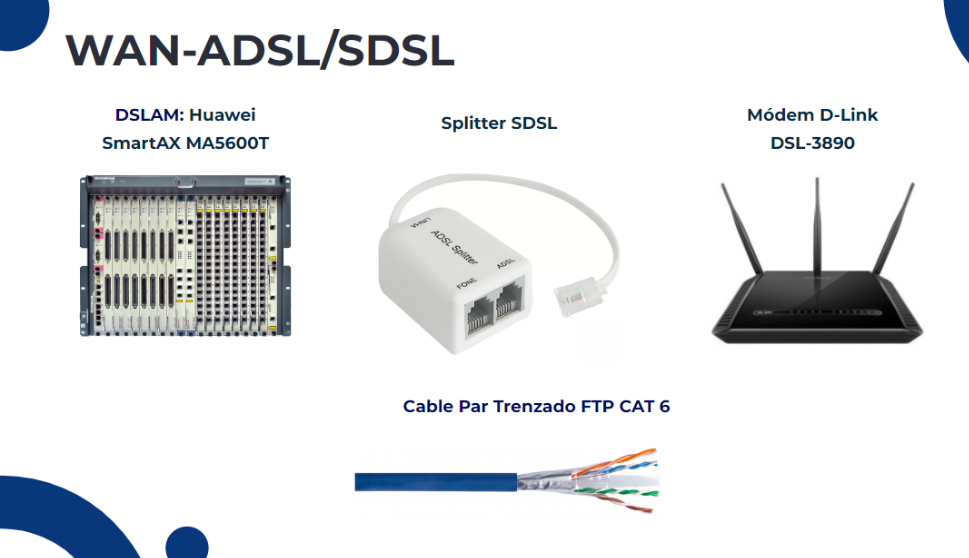 WAN-ADSL/SDSL
DSLAM: Huawei
SmartAX MA5600T
Splitter SDSL
Módem D-Link
DSL-3890
LINHA
ADSL Splitter
FONE
ADSL
Cable Par Trenzado FTP CAT 6